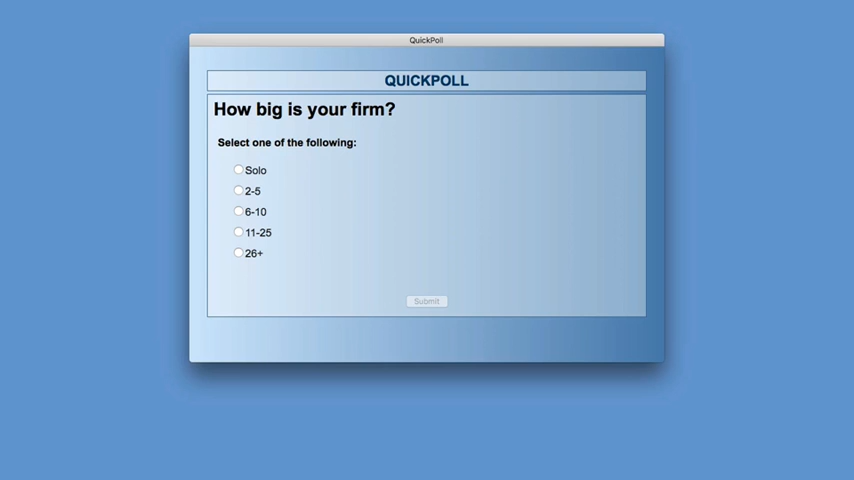 QuickPoll
QUICKPOLL
How big is your firm?
Select one of the following:
Solo
2-5
6-10
11-25
26+
Submit